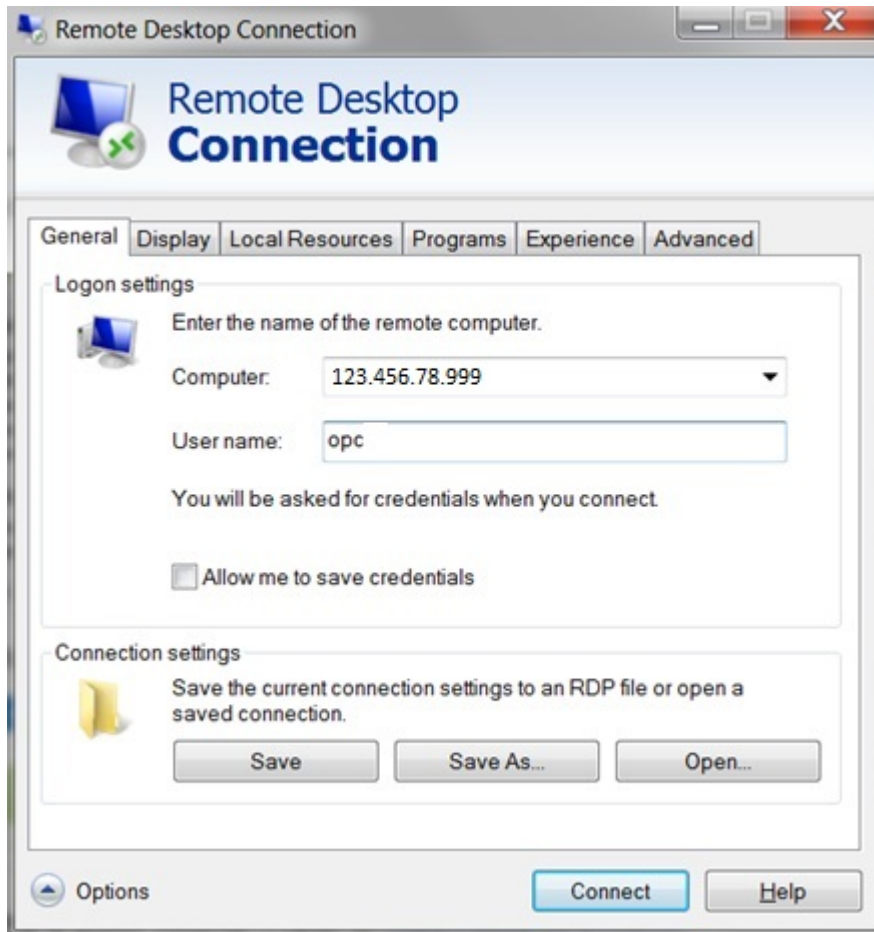 Remote Desktop Connection
Remote Desktop
Connection
General Display Local Resources Programs Experience Advanced
Logon settings
Enter the name of the remote computer.
Computer: 123.456.78.999
User name: opc
You will be asked for credentials when you connect.
Allow me to save credentials
Connection settings
Save the current connection settings to an RDP file or open a
saved connection.
Save Save As... Open...
Options Connect Help